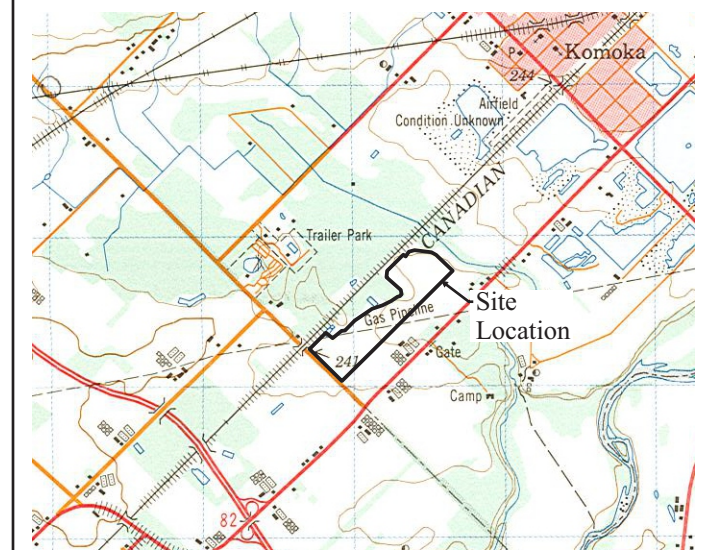 P
Komoka
244
Airfield
Condition Unknown
CANADIAN
Trailer Park
Site
Location
Gas Pipeline
241
Gate
Camp
82